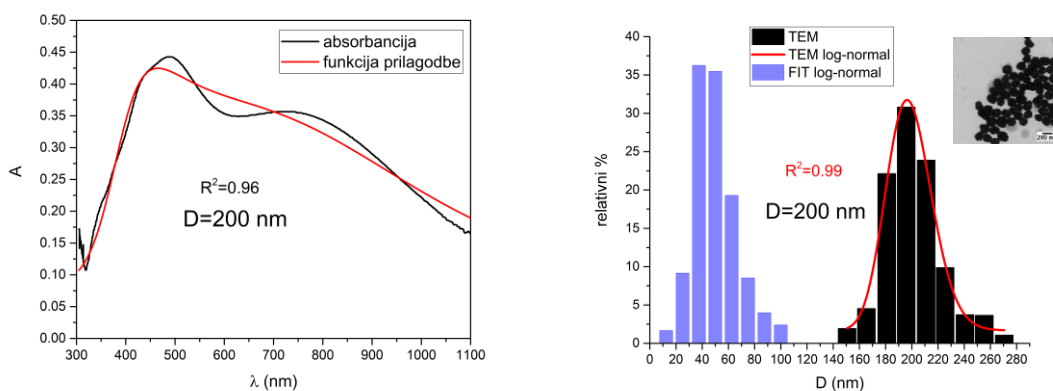 absorbancija
funkcija prilagodbe
0.50
0.45
0.40
0.35
0.30
0.25
0.20
0.15
0.10
0.05
0.00
A
R²=0.96
D=200 nm
300 400 500 600 700 800 900 1000 1100
λ (nm)
TEM
TEM log-normal
FIT log-normal
40
35
30
25
20
15
10
5
0
relativni %
R²=0.99
D=200 nm
200 nm
0 20 40 60 80 100 120 140 160 180 200 220 240 260 280
D (nm)